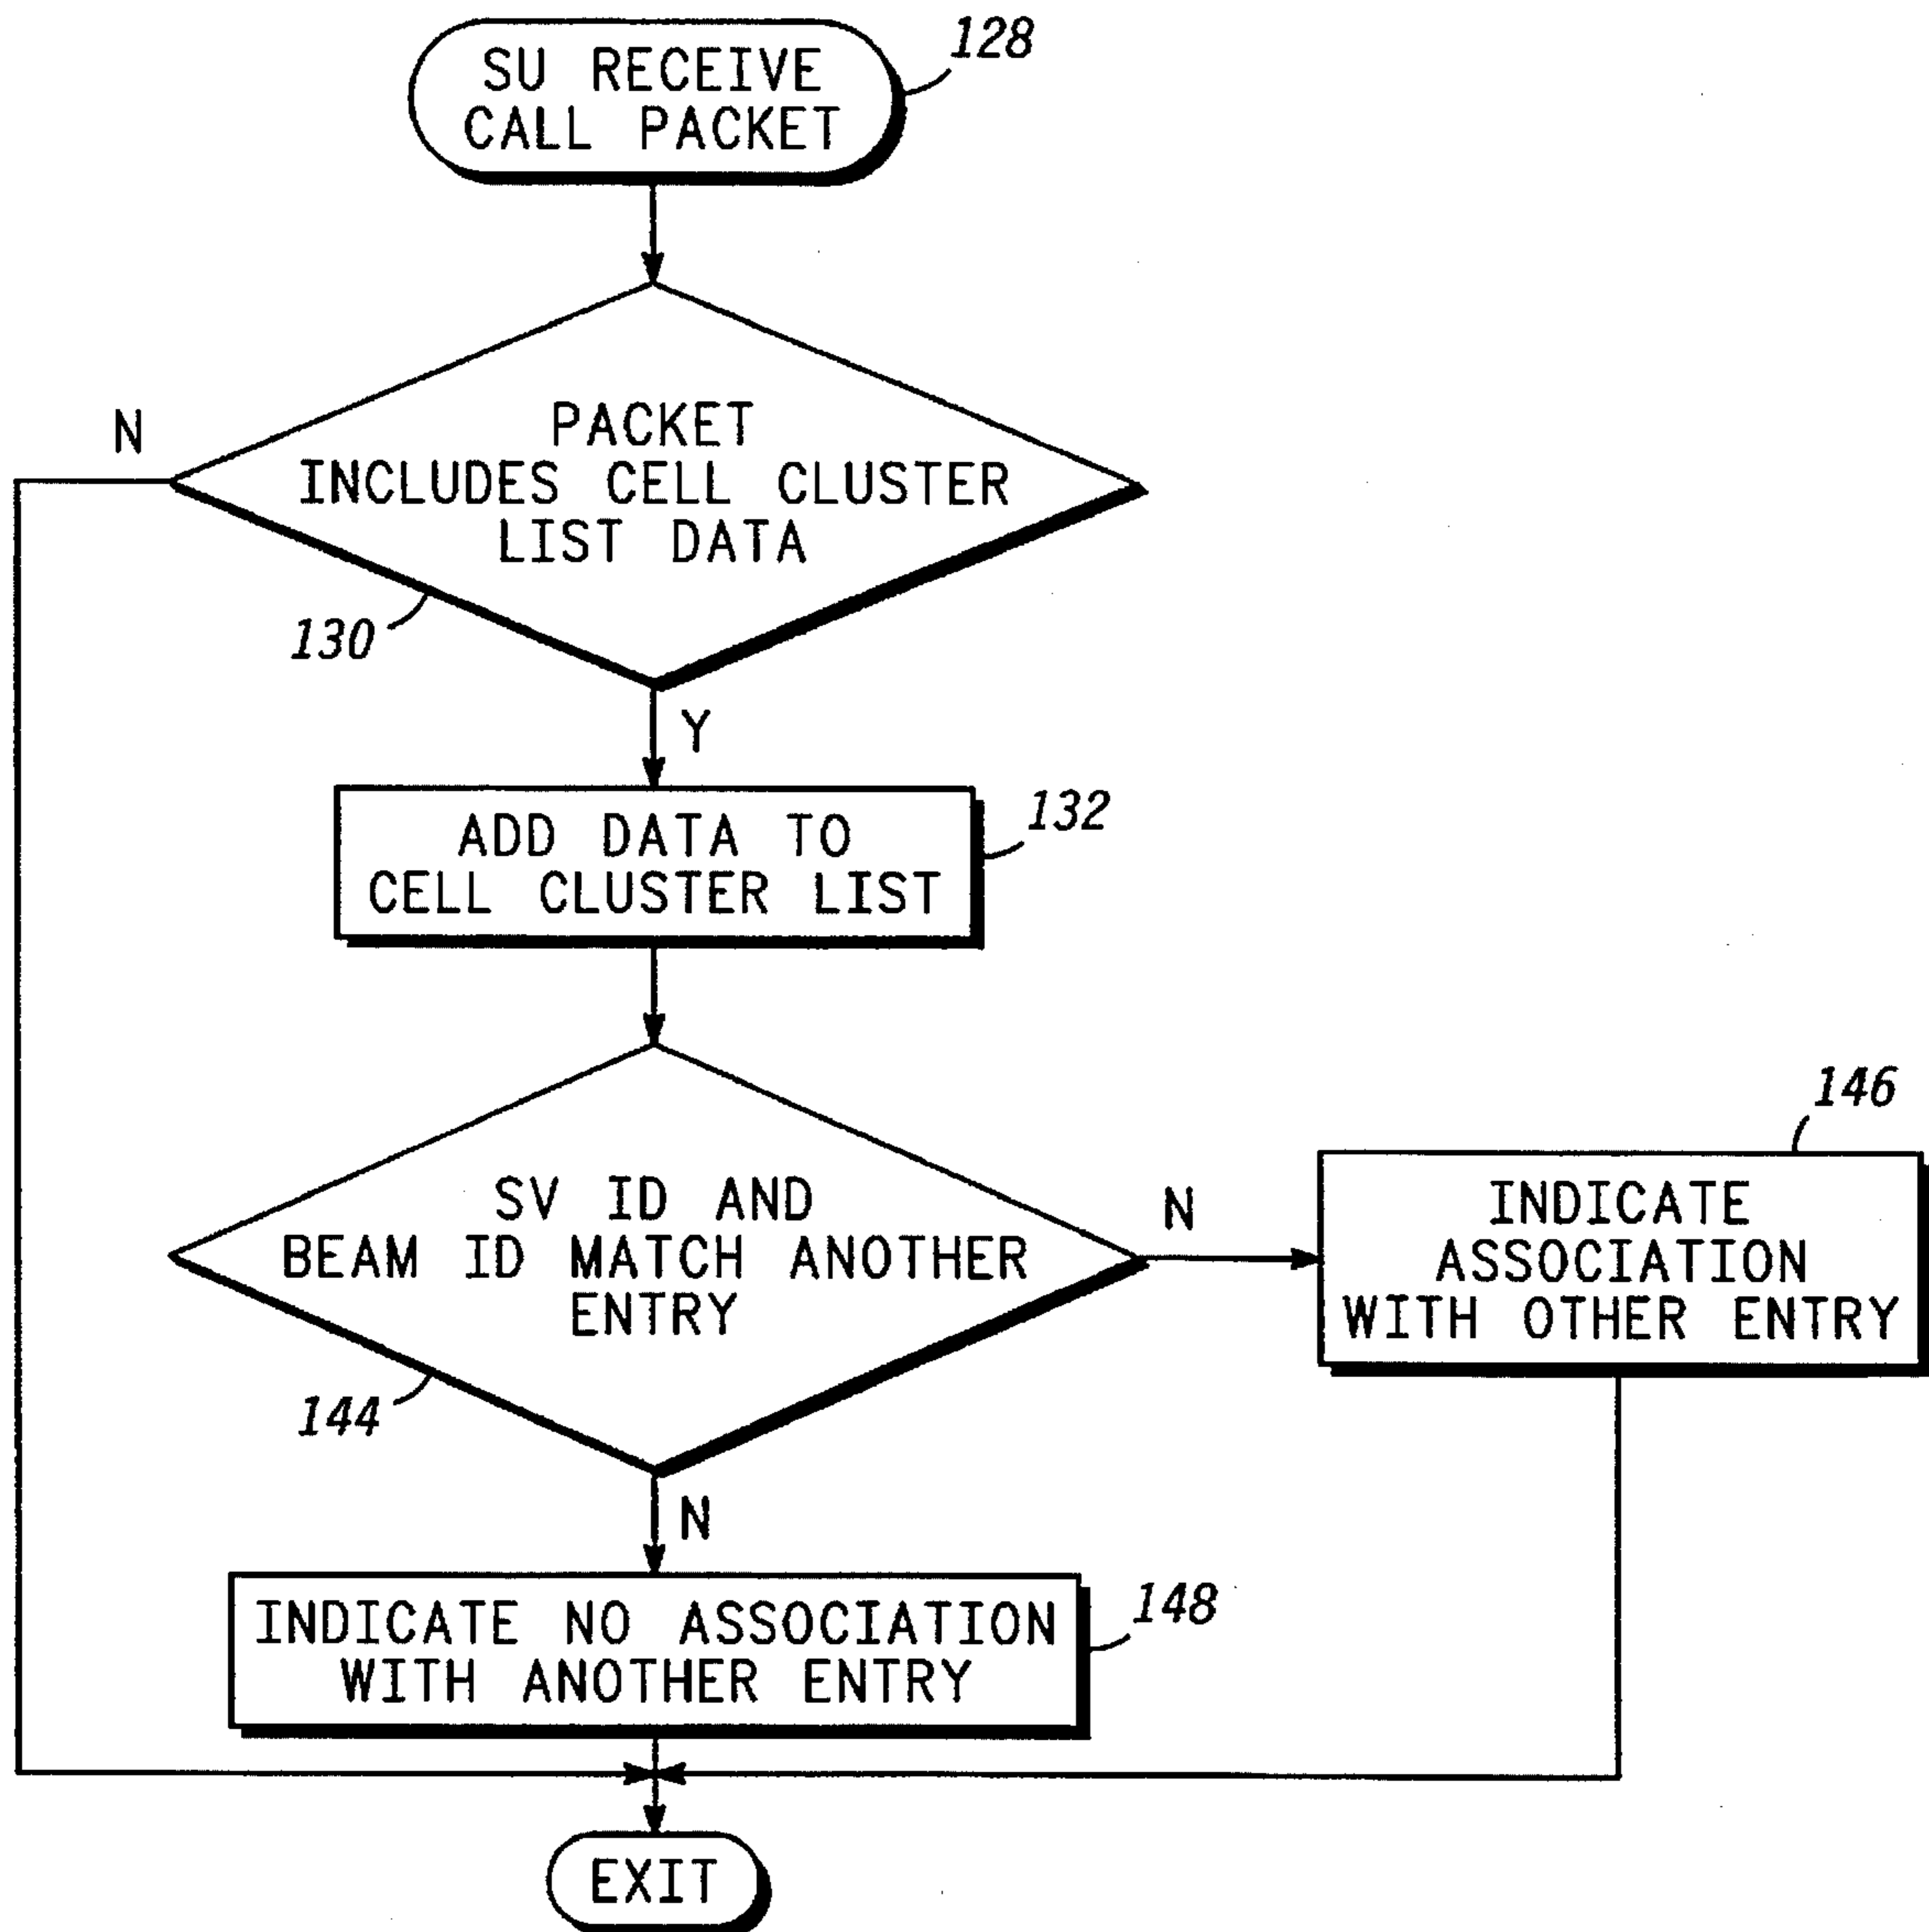 SU RECEIVE
CALL PACKET
128
PACKET
INCLUDES CELL CLUSTER
LIST DATA
N
130
Y
ADD DATA TO
CELL CLUSTER LIST
132
SV ID AND
BEAM ID MATCH ANOTHER
ENTRY
144
N
146
INDICATE
ASSOCIATION
WITH OTHER ENTRY
N
INDICATE NO ASSOCIATION
WITH ANOTHER ENTRY
148
EXIT